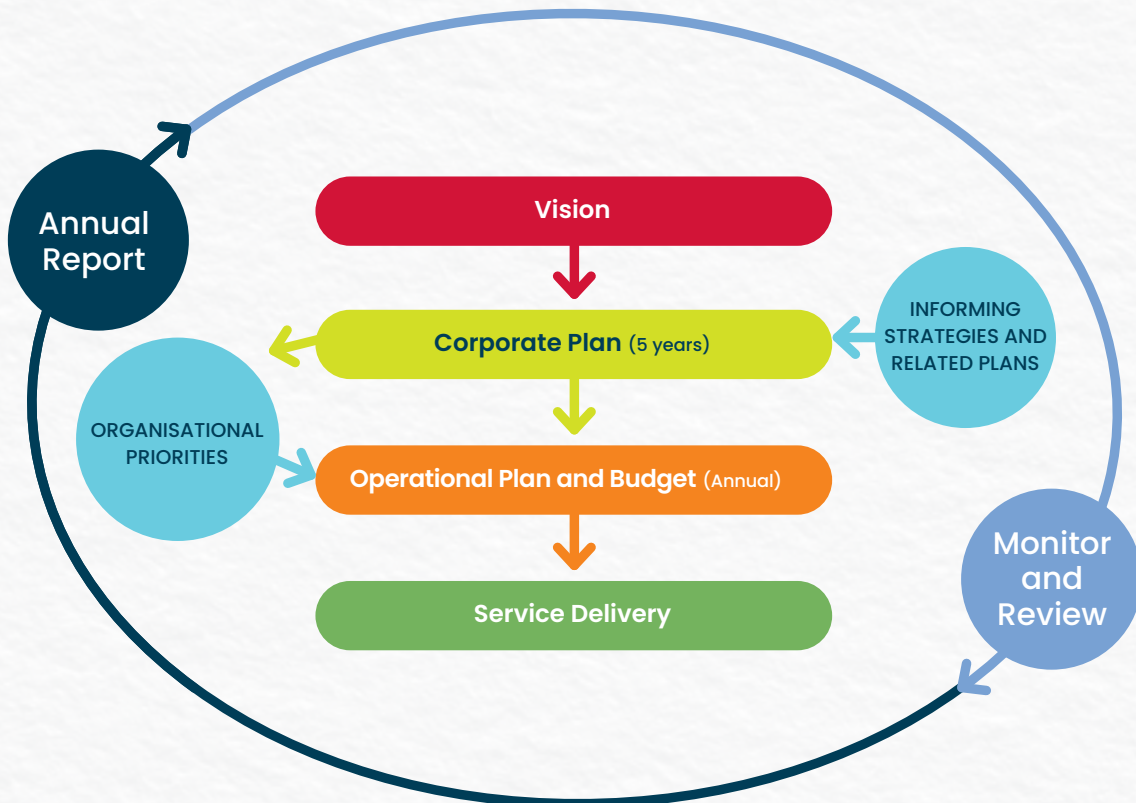 Vision
Annual
Report
INFORMING
STRATEGIES AND
RELATED PLANS
Corporate Plan (5 years)
ORGANISATIONAL
PRIORITIES
Operational Plan and Budget (Annual)
Monitor
and
Review
Service Delivery